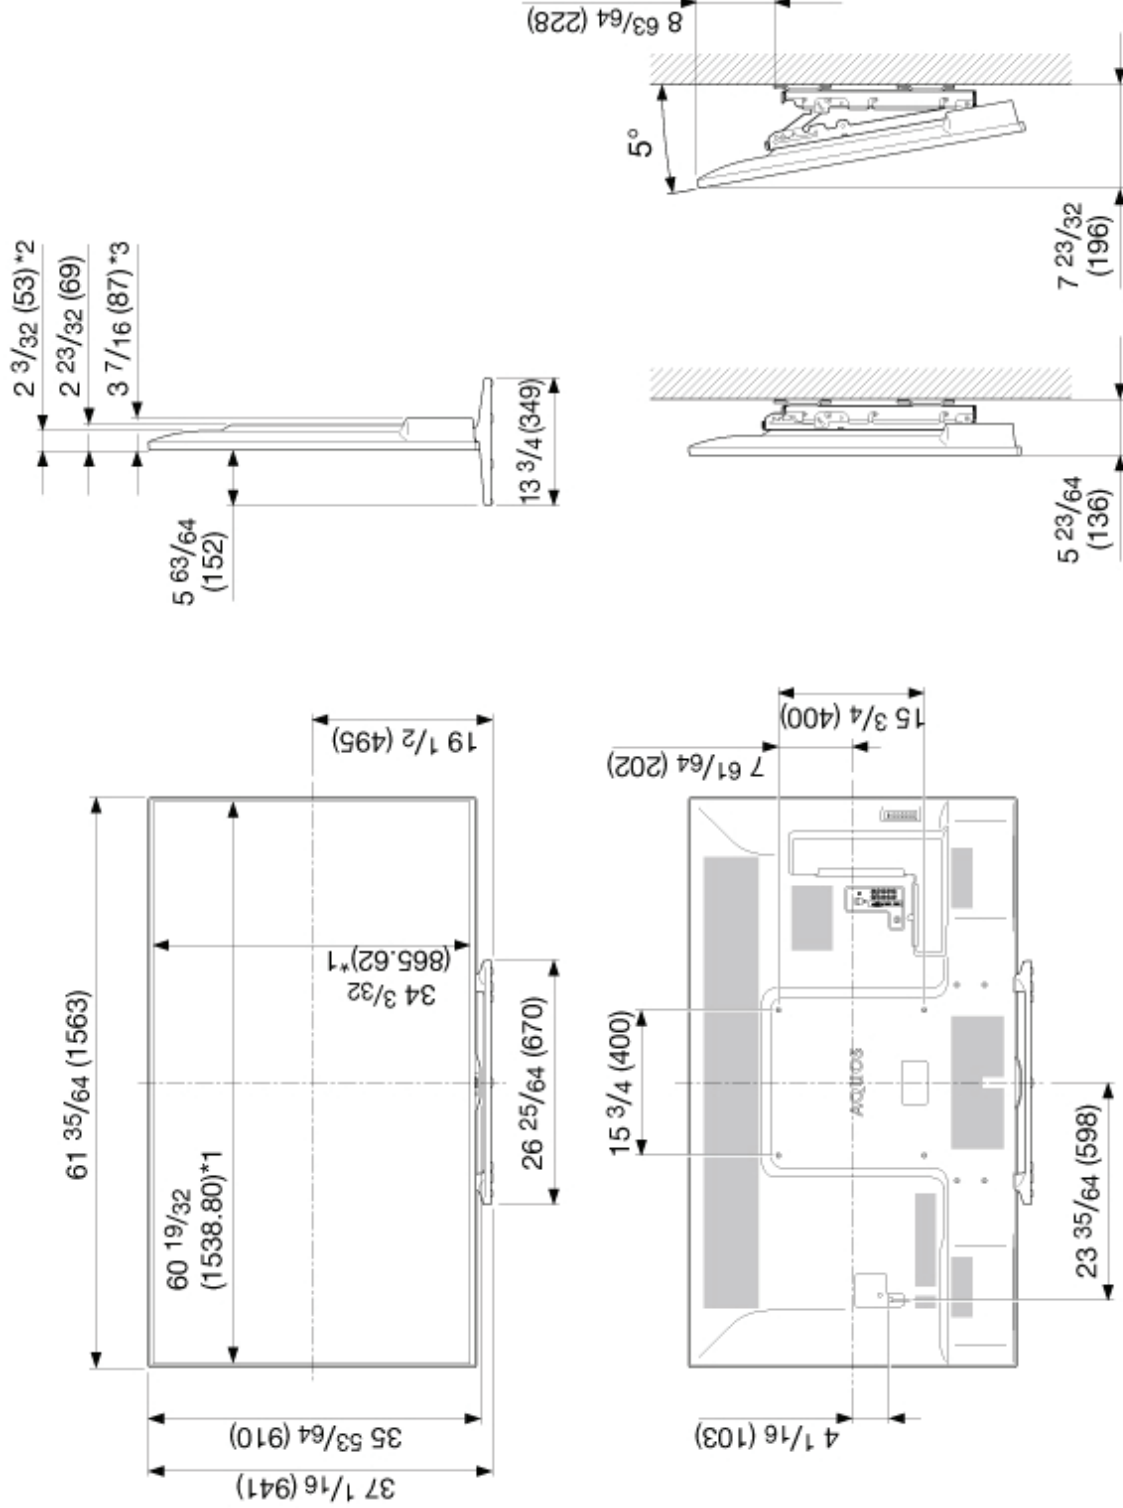 61 35/64 (1563)
60 19/32
(1538.80)*1
34 3/32
(865.62)*1
19 1/2 (495)
35 53/64 (910)
37 1/16 (941)
26 25/64 (670)
2 3/32 (53) *2
2 23/32 (69)
3 7/16 (87) *3
5 63/64
(152)
13 3/4 (349)
15 3/4 (400)
7 61/64 (202)
15 3/4 (400)
AQUOS
4 1/16 (103)
23 35/64 (598)
5 23/64
(136)
8 63/64 (228)
5°
7 23/32
(196)